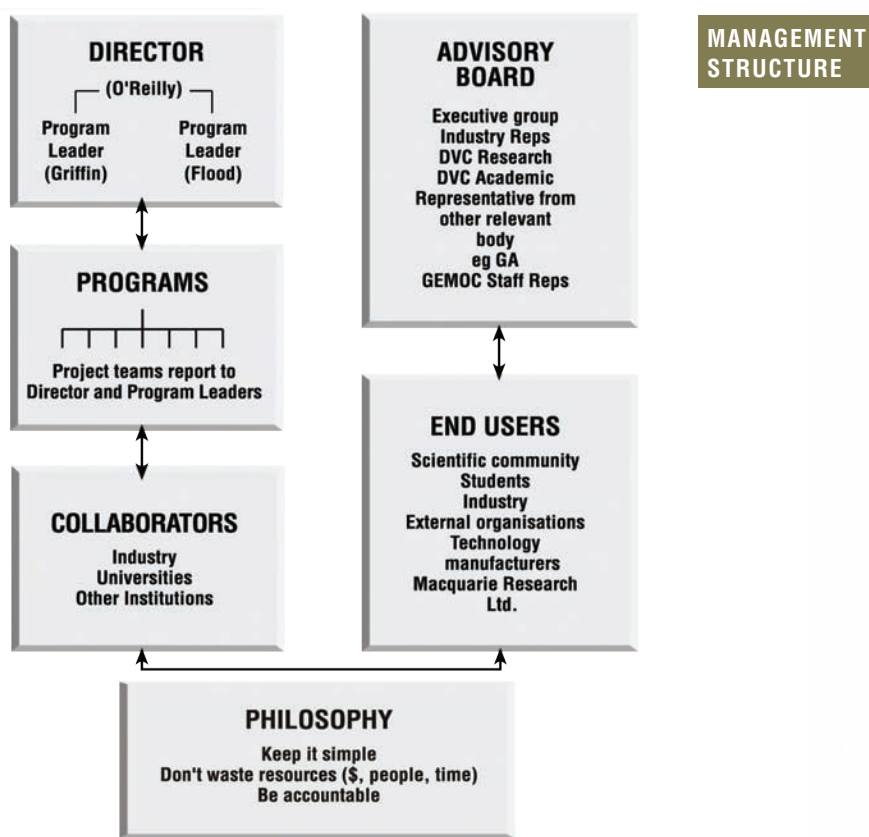 DIRECTOR
(O'Reilly)
Program
Leader
(Griffin)
Program
Leader
(Flood)
PROGRAMS
Project teams report to
Director and Program Leaders
COLLABORATORS
Industry
Universities
Other Institutions
ADVISORY
BOARD
Executive group
Industry Reps
DVC Research
DVC Academic
Representative from
other relevant
body
eg GA
GEMOC Staff Reps
END USERS
Scientific community
Students
Industry
External organisations
Technology
manufacturers
Macquarie Research
Ltd.
PHILOSOPHY
Keep it simple
Don't waste resources ($, people, time)
Be accountable
MANAGEMENT
STRUCTURE